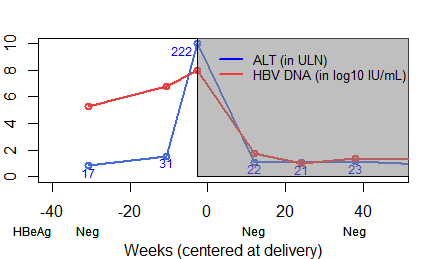 10
8
6
4
2
0
222
ALT (in ULN)
HBV DNA (in log10 IU/mL)
17
31
22
21
23
-40
-20
0
20
40
HBeAg
Neg
Neg
Neg
Weeks (centered at delivery)